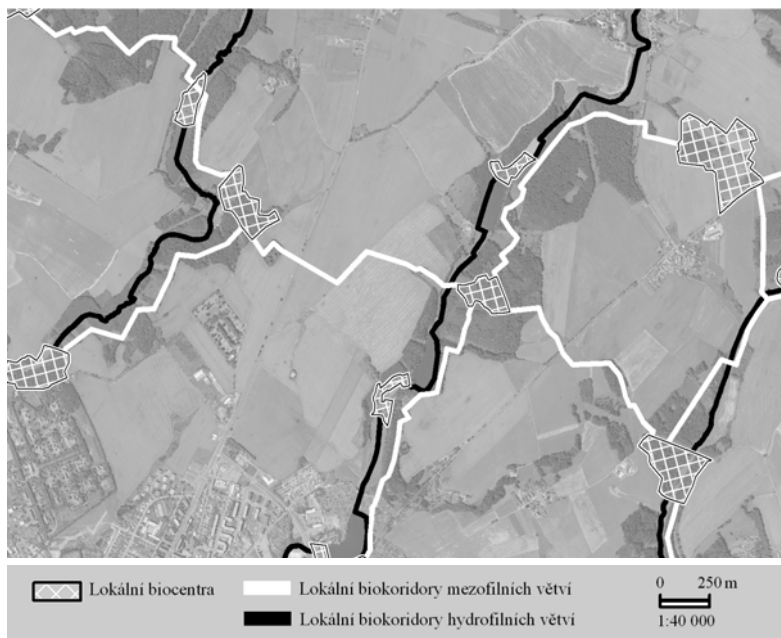 Lokální biocentra
Lokální biokoridory mezofilních větví
Lokální biokoridory hydrofilních větví
0 250 m
1:40 000